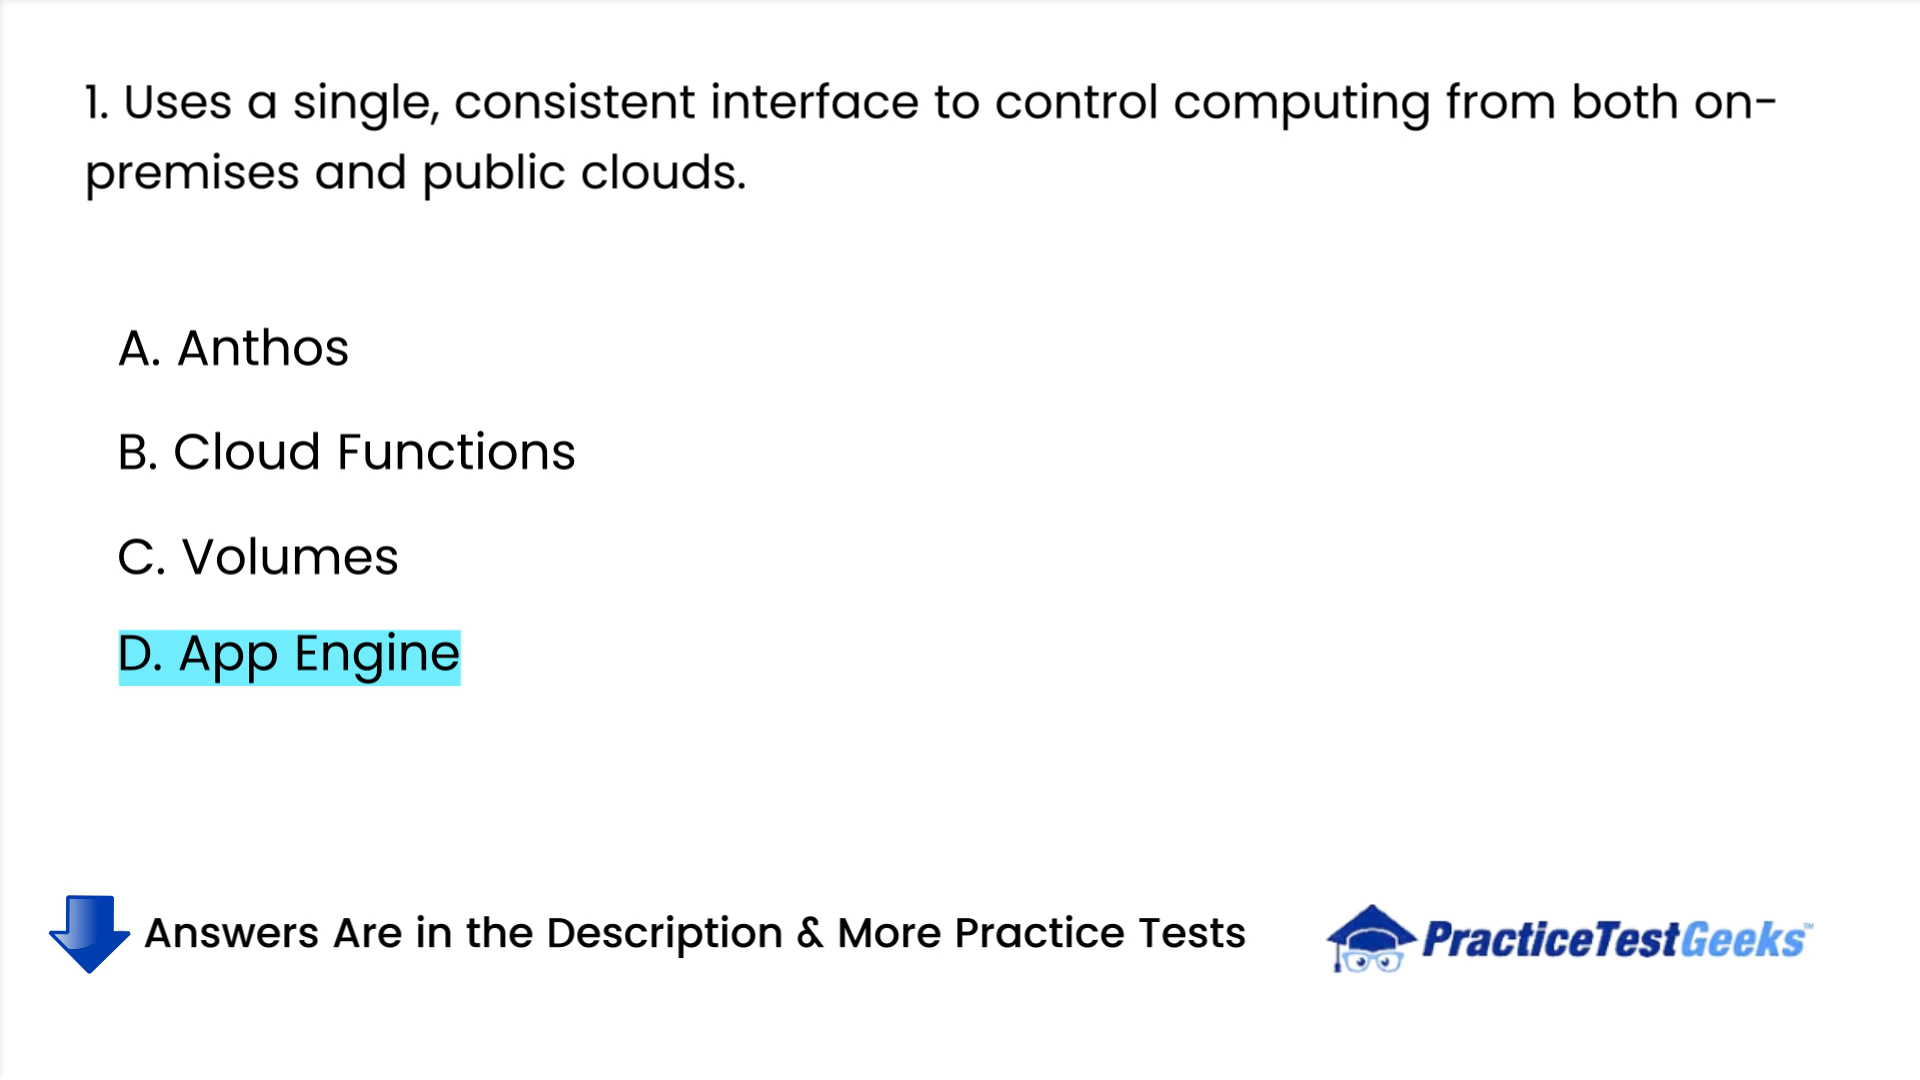 1. Uses a single, consistent interface to control computing from both on-
premises and public clouds.
A. Anthos
B. Cloud Functions
C. Volumes
D. App Engine
Answers Are in the Description & More Practice Tests
PracticeTestGeeks™